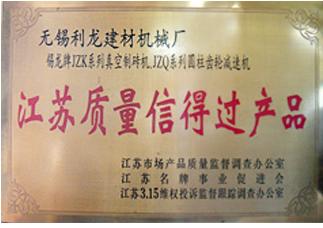 无锡利龙建材机械厂
锡龙牌JZK系列真空制砖机、JZQ系列圆柱齿轮减速机
江苏质量信得过产品
江苏市场产品质量监督调查办公室
江苏名牌事业促进会
江苏3.15维权投诉监督跟踪调查办公室